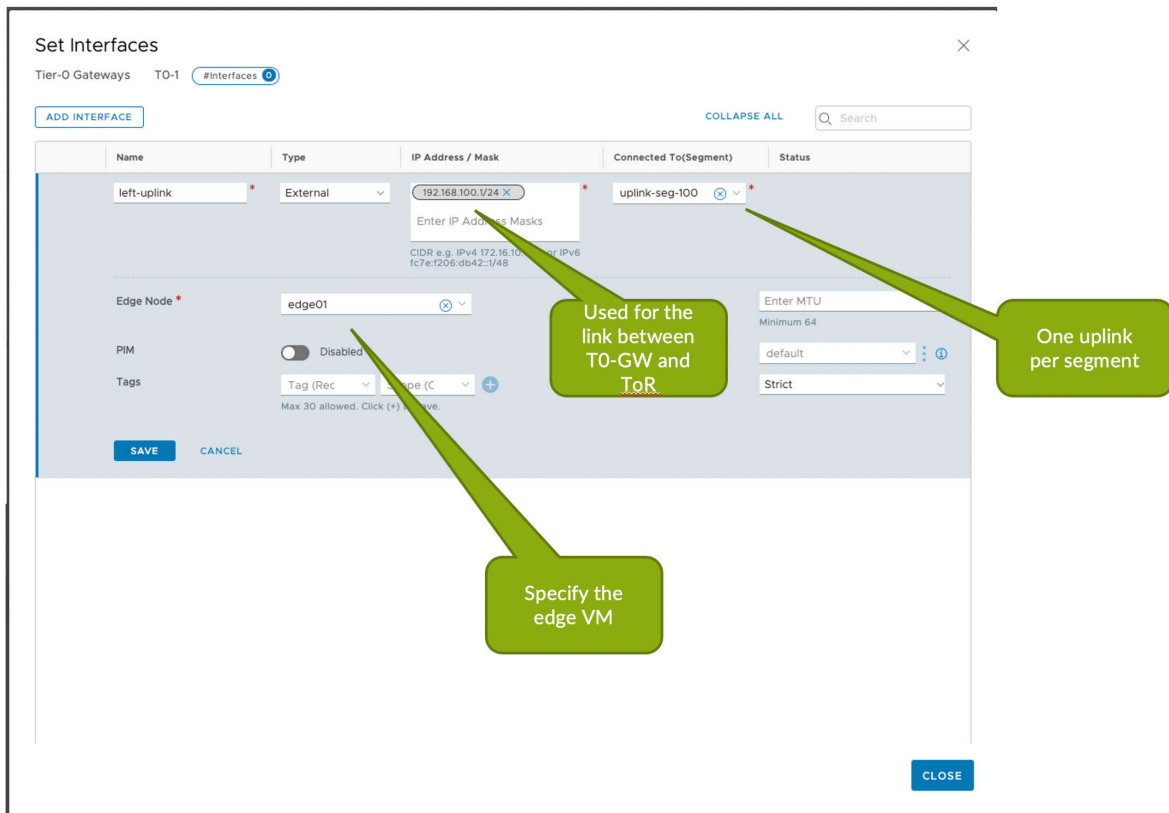 Set Interfaces
Tier-0 Gateways T0-1 #Interfaces 0
ADD INTERFACE
COLLAPSE ALL
Search
Name Type IP Address / Mask Connected To(Segment) Status
left-uplink * External 192.168.100.1/24 * uplink-seg-100 *
Enter IP Address Masks
CIDR e.g. IPv4 172.16.10. or IPv6
fc7e:f206:db42::1/48
Edge Node * edge01
Enter MTU
Minimum 64
PIM Disabled
default
Tags Tag (Rec (C
Strict
Max 30 allowed. Click (+)
SAVE CANCEL
Used for the
link between
T0-GW and
ToR
One uplink
per segment
Specify the
edge VM
CLOSE